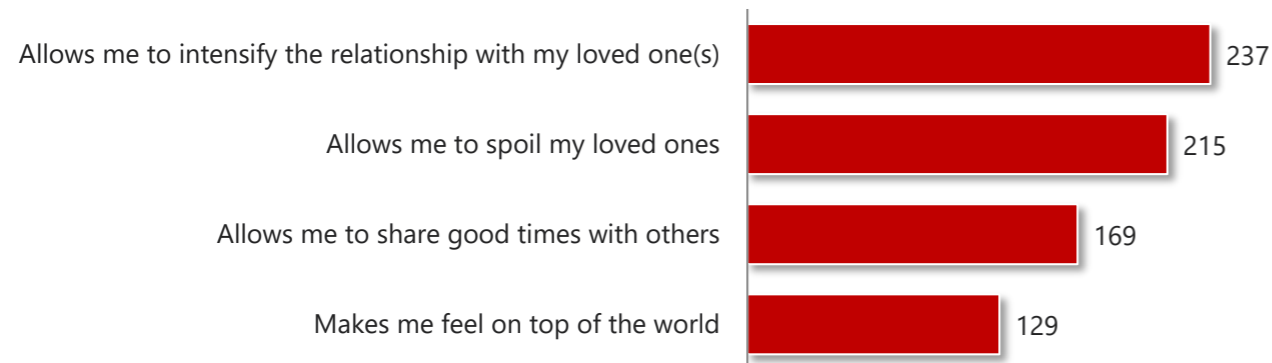 Allows me to intensify the relationship with my loved one(s) 237
Allows me to spoil my loved ones 215
Allows me to share good times with others 169
Makes me feel on top of the world 129